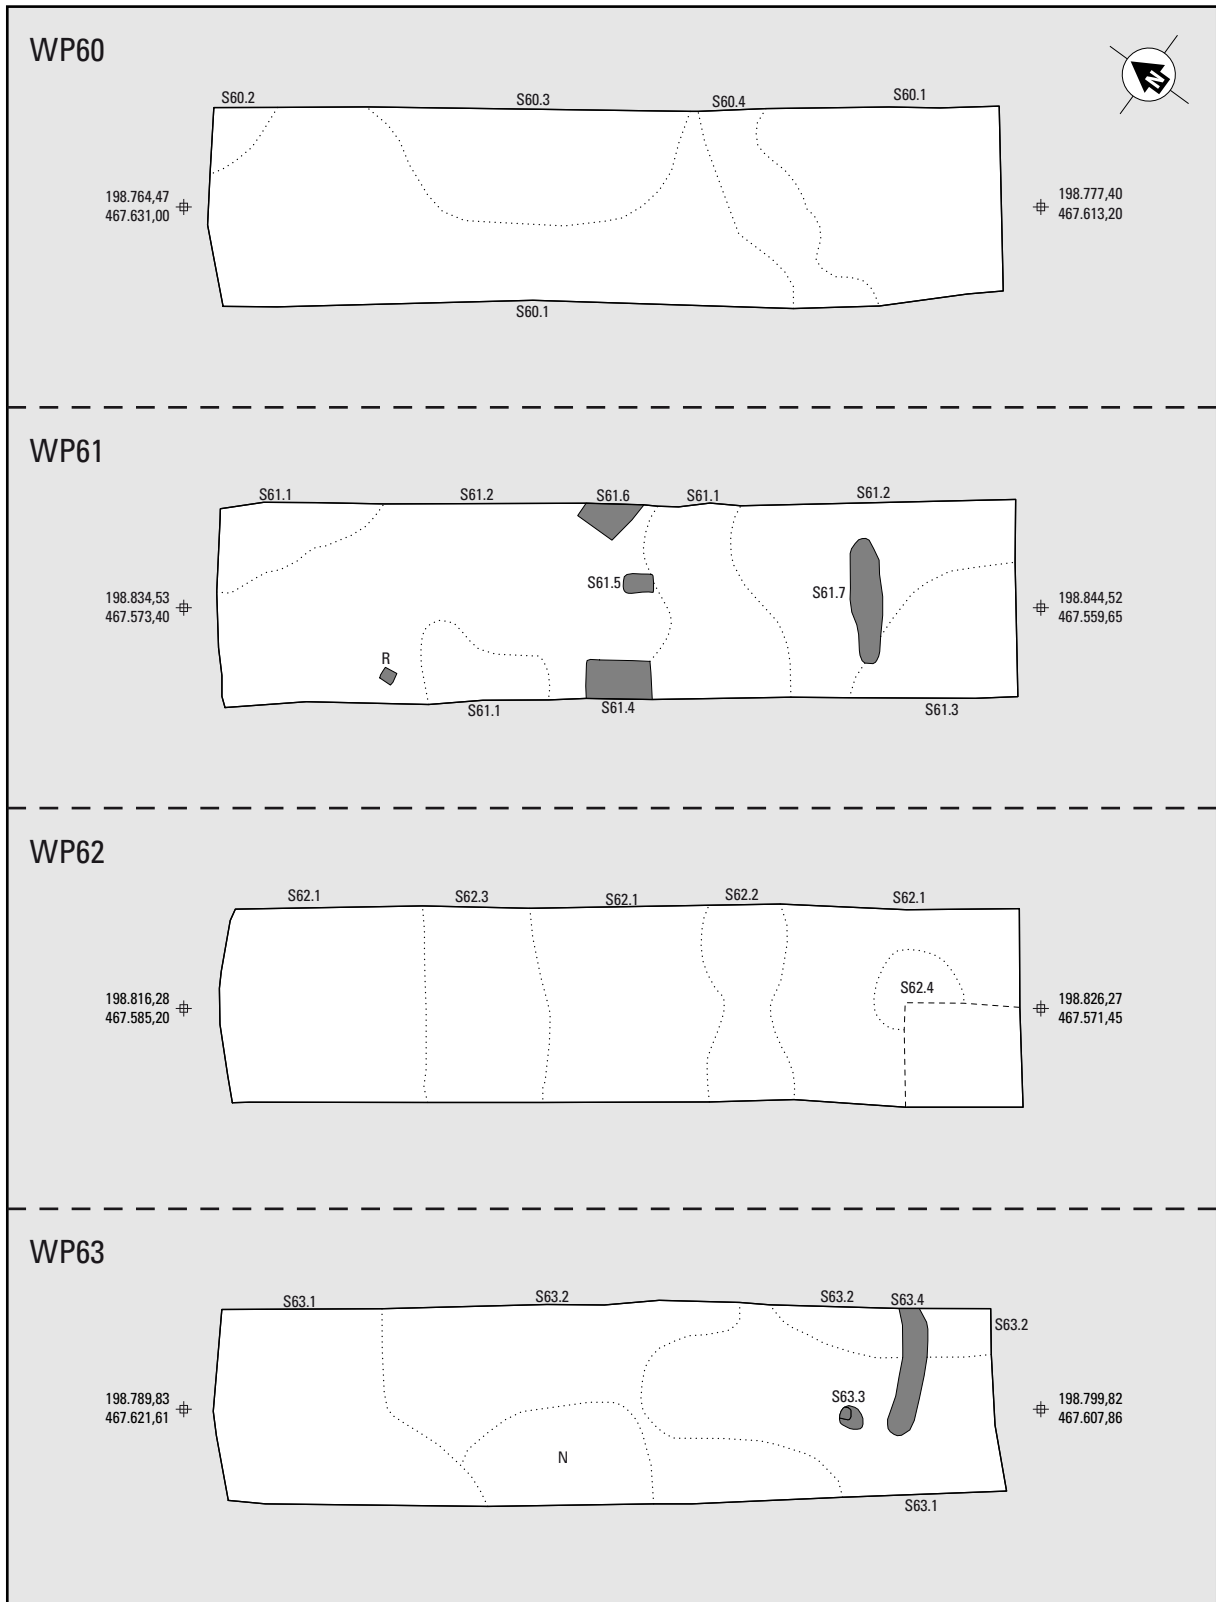 WP60
N
S60.2
S60.3
S60.4
S60.1
198.764,47
467.631,00
198.777,40
467.613,20
S60.1
WP61
S61.1
S61.2
S61.6
S61.1
S61.2
S61.5
S61.7
198.834,53
467.573,40
198.844,52
467.559,65
R
S61.1
S61.4
S61.3
WP62
S62.1
S62.3
S62.1
S62.2
S62.1
S62.4
198.816,28
467.585,20
198.826,27
467.571,45
WP63
S63.1
S63.2
S63.2
S63.4
S63.2
198.789,83
467.621,61
S63.3
198.799,82
467.607,86
N
S63.1